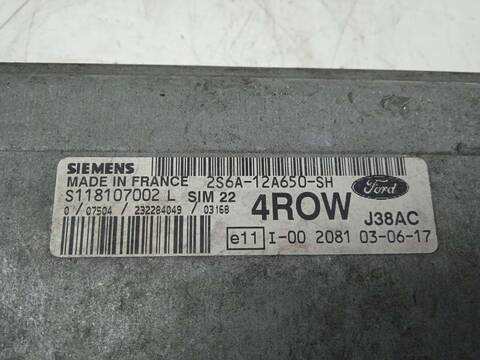 SIEMENS
MADE IN FRANCE 2S6A-12A650-SH
S118107002 L SIM 22
Ford
0 / 07504 / 232284049 / 03168
4ROW J38AC
e11 I-00 2081 03-06-17